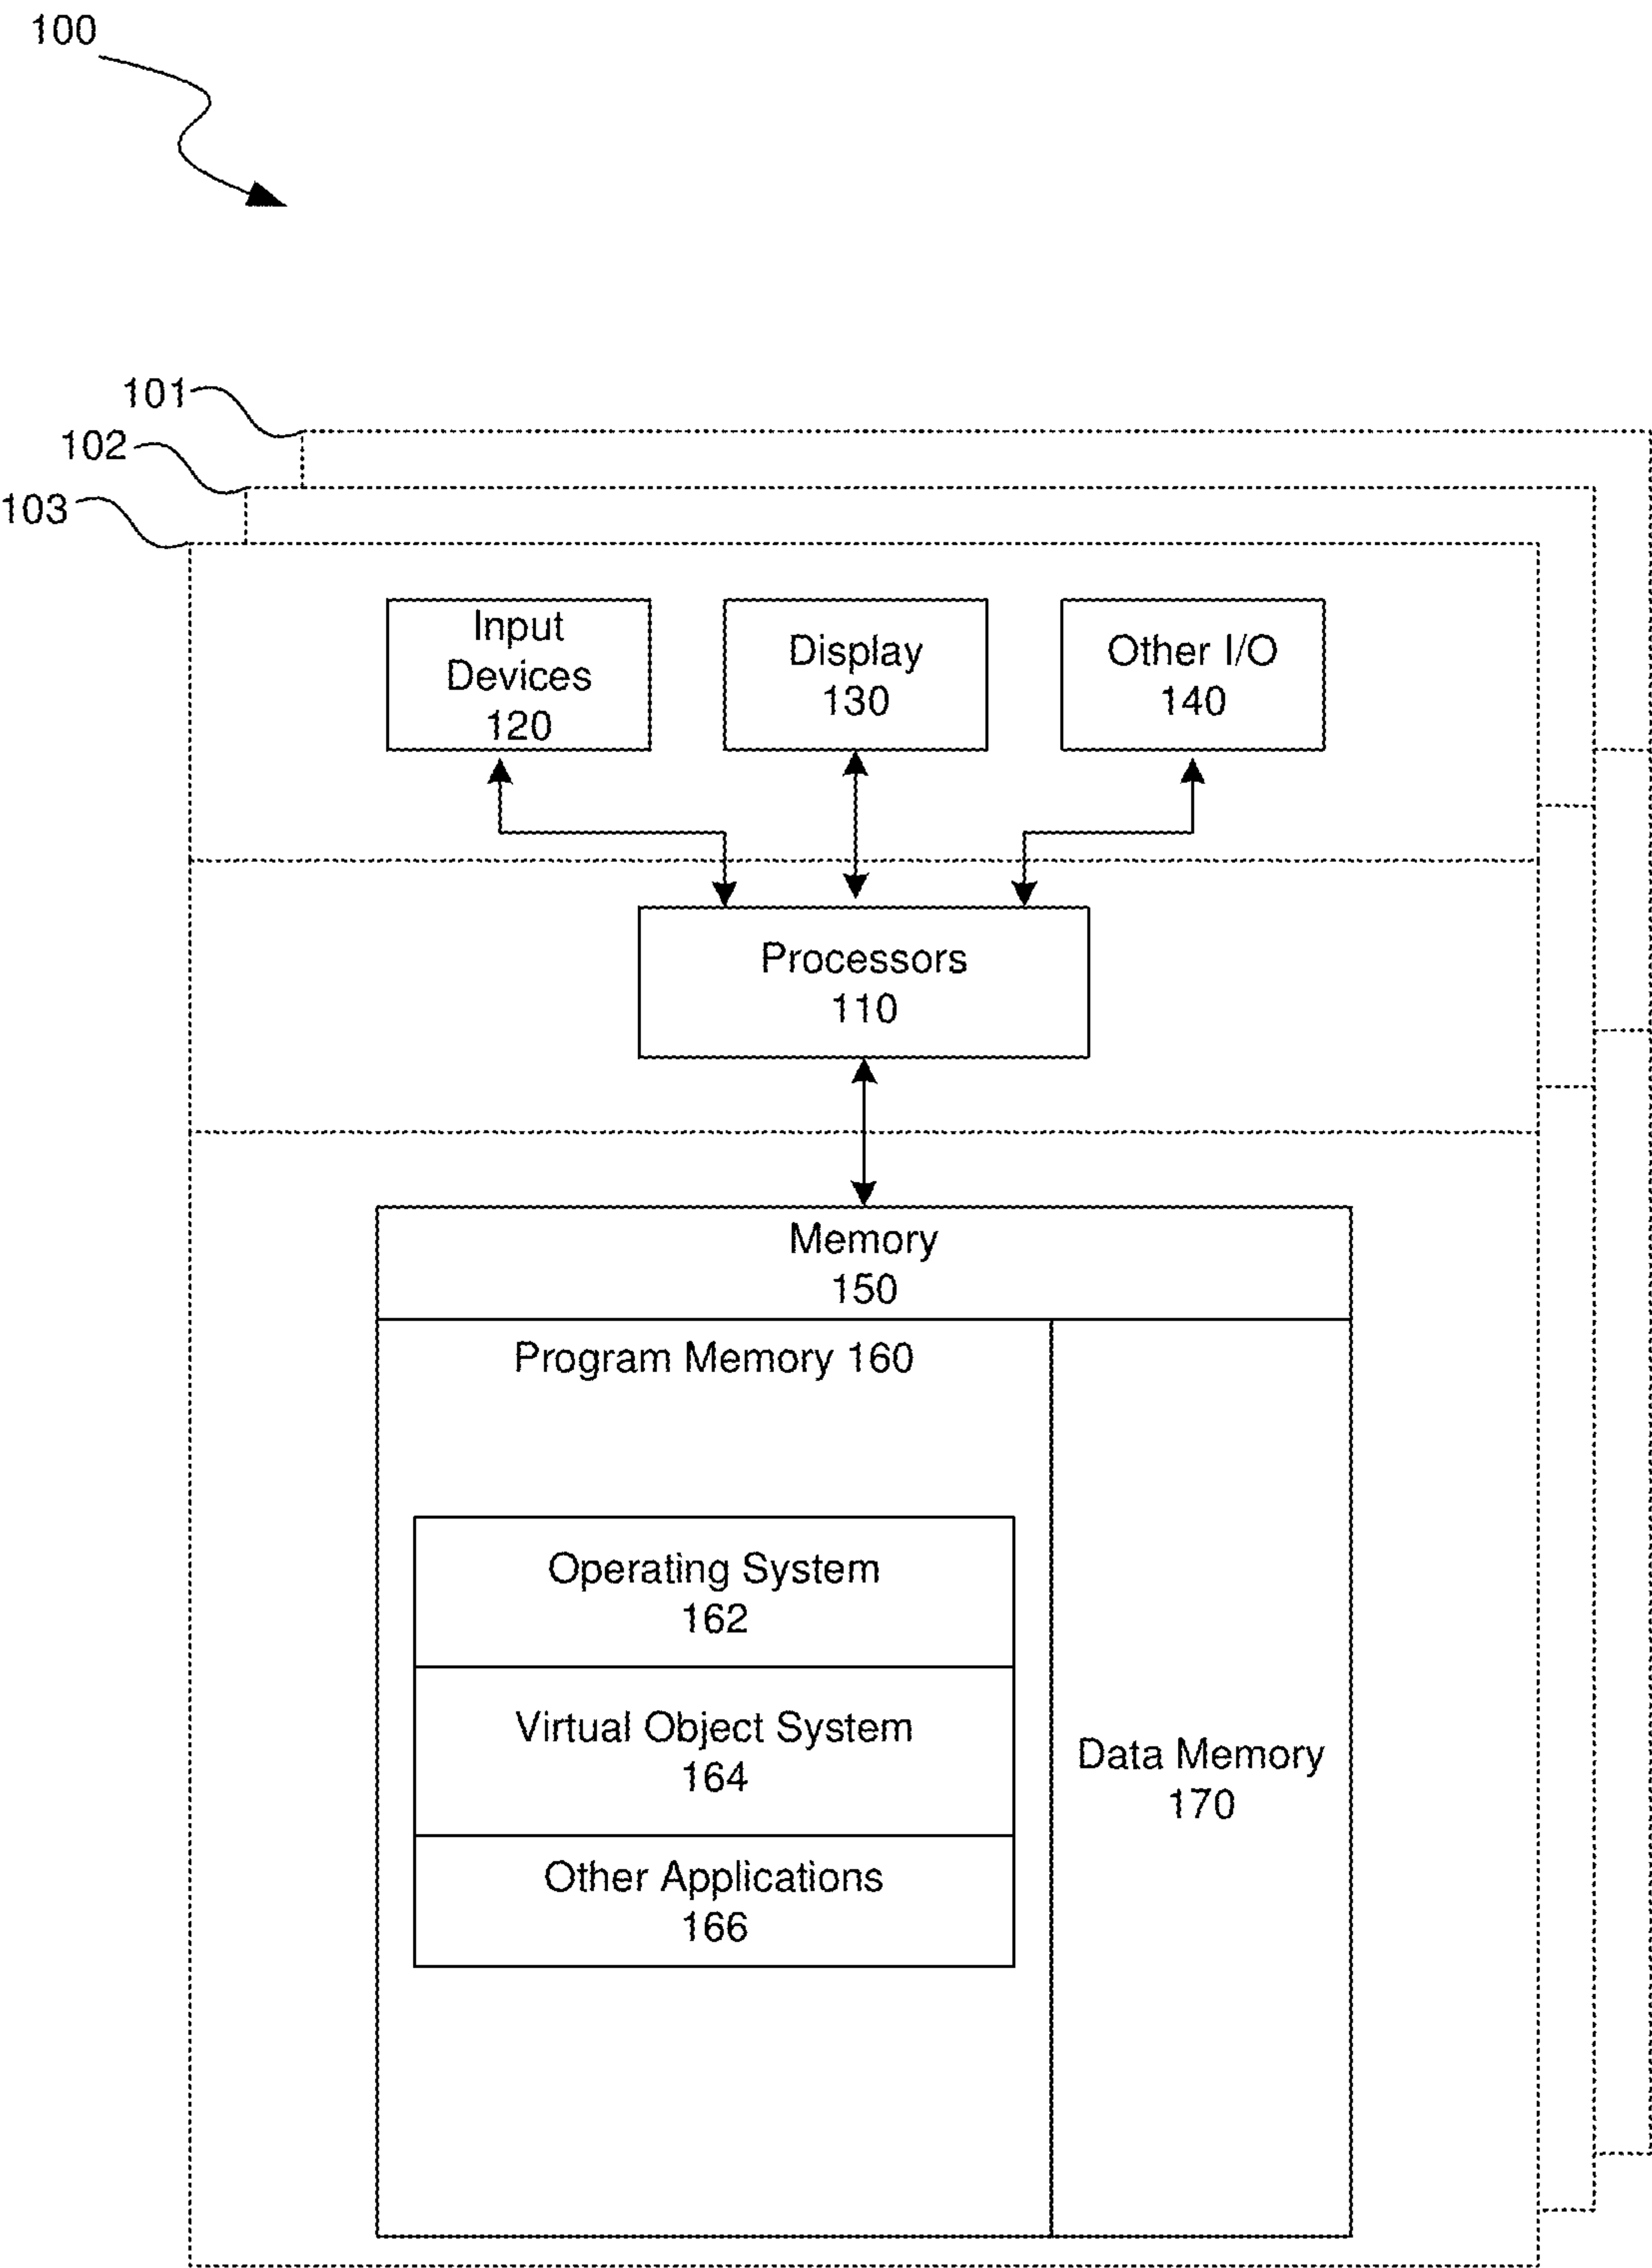 100
101
102
103
Input
Devices
120
Display
130
Other I/O
140
Processors
110
Memory
150
Program Memory 160
Operating System
162
Virtual Object System
164
Other Applications
166
Data Memory
170